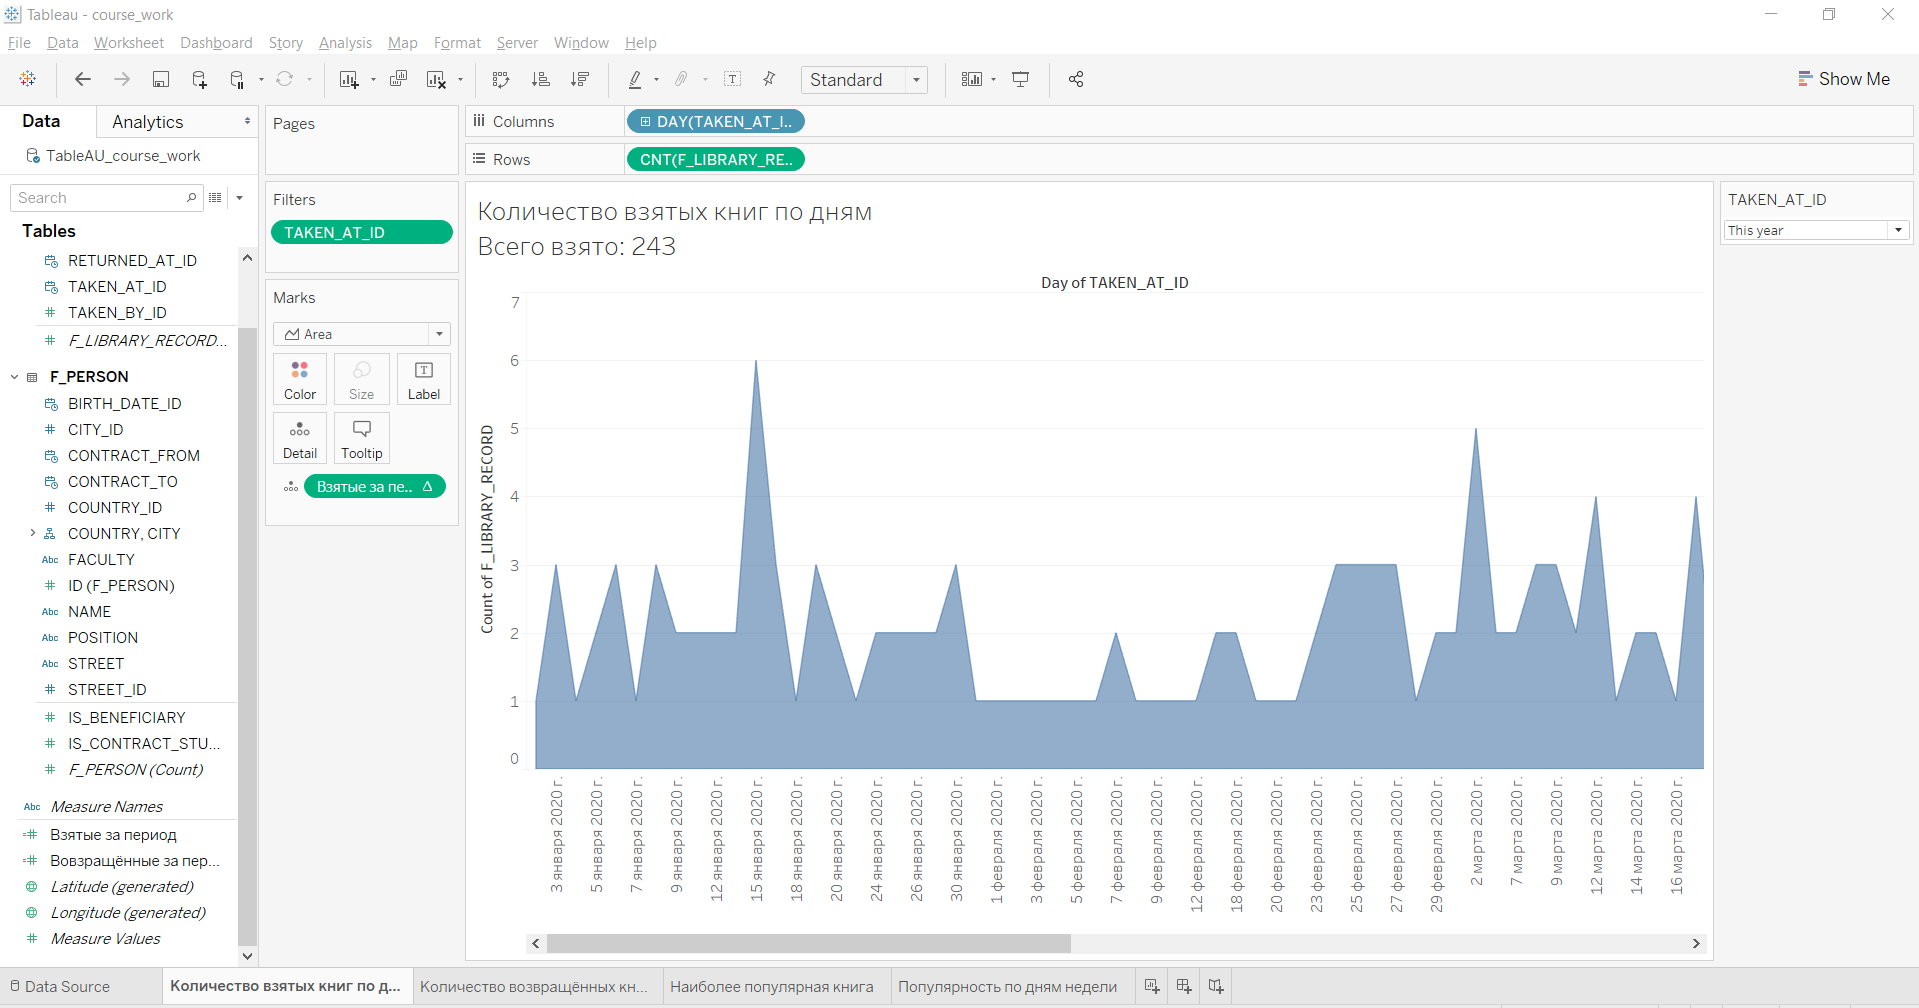 Tableau - course_work
File Data Worksheet Dashboard Story Analysis Map Format Server Window Help
Standard
Show Me
Data
Analytics
TableAU_course_work
Search
Tables
RETURNED_AT_ID
TAKEN_AT_ID
TAKEN_BY_ID
F_LIBRARY_RECORD...
F_PERSON
BIRTH_DATE_ID
CITY_ID
CONTRACT_FROM
CONTRACT_TO
COUNTRY_ID
COUNTRY, CITY
Abc FACULTY
ID (F_PERSON)
Abc NAME
Abc POSITION
Abc STREET
STREET_ID
IS_BENEFICIARY
IS_CONTRACT_STU...
F_PERSON (Count)
Abc Measure Names
Взятые за период
Вовзращённые за пер...
Latitude (generated)
Longitude (generated)
Measure Values
Pages
Filters
TAKEN_AT_ID
Marks
Area
Color
Size
Label
Detail
Tooltip
Взятые за пе..
Columns
DAY(TAKEN_AT_I..
Rows
CNT(F_LIBRARY_RE..
Количество взятых книг по дням
Всего взято: 243
Day of TAKEN_AT_ID
Count of F_LIBRARY_RECORD
7
6
5
4
3
2
1
0
3 января 2020 г.
5 января 2020 г.
7 января 2020 г.
9 января 2020 г.
12 января 2020 г.
15 января 2020 г.
18 января 2020 г.
20 января 2020 г.
24 января 2020 г.
26 января 2020 г.
30 января 2020 г.
1 февраля 2020 г.
3 февраля 2020 г.
5 февраля 2020 г.
7 февраля 2020 г.
9 февраля 2020 г.
12 февраля 2020 г.
18 февраля 2020 г.
20 февраля 2020 г.
23 февраля 2020 г.
25 февраля 2020 г.
27 февраля 2020 г.
29 февраля 2020 г.
2 марта 2020 г.
7 марта 2020 г.
9 марта 2020 г.
12 марта 2020 г.
14 марта 2020 г.
16 марта 2020 г.
TAKEN_AT_ID
This year
Data Source
Количество взятых книг по д...
Количество возвращённых кн...
Наиболее популярная книга
Популярность по дням недели